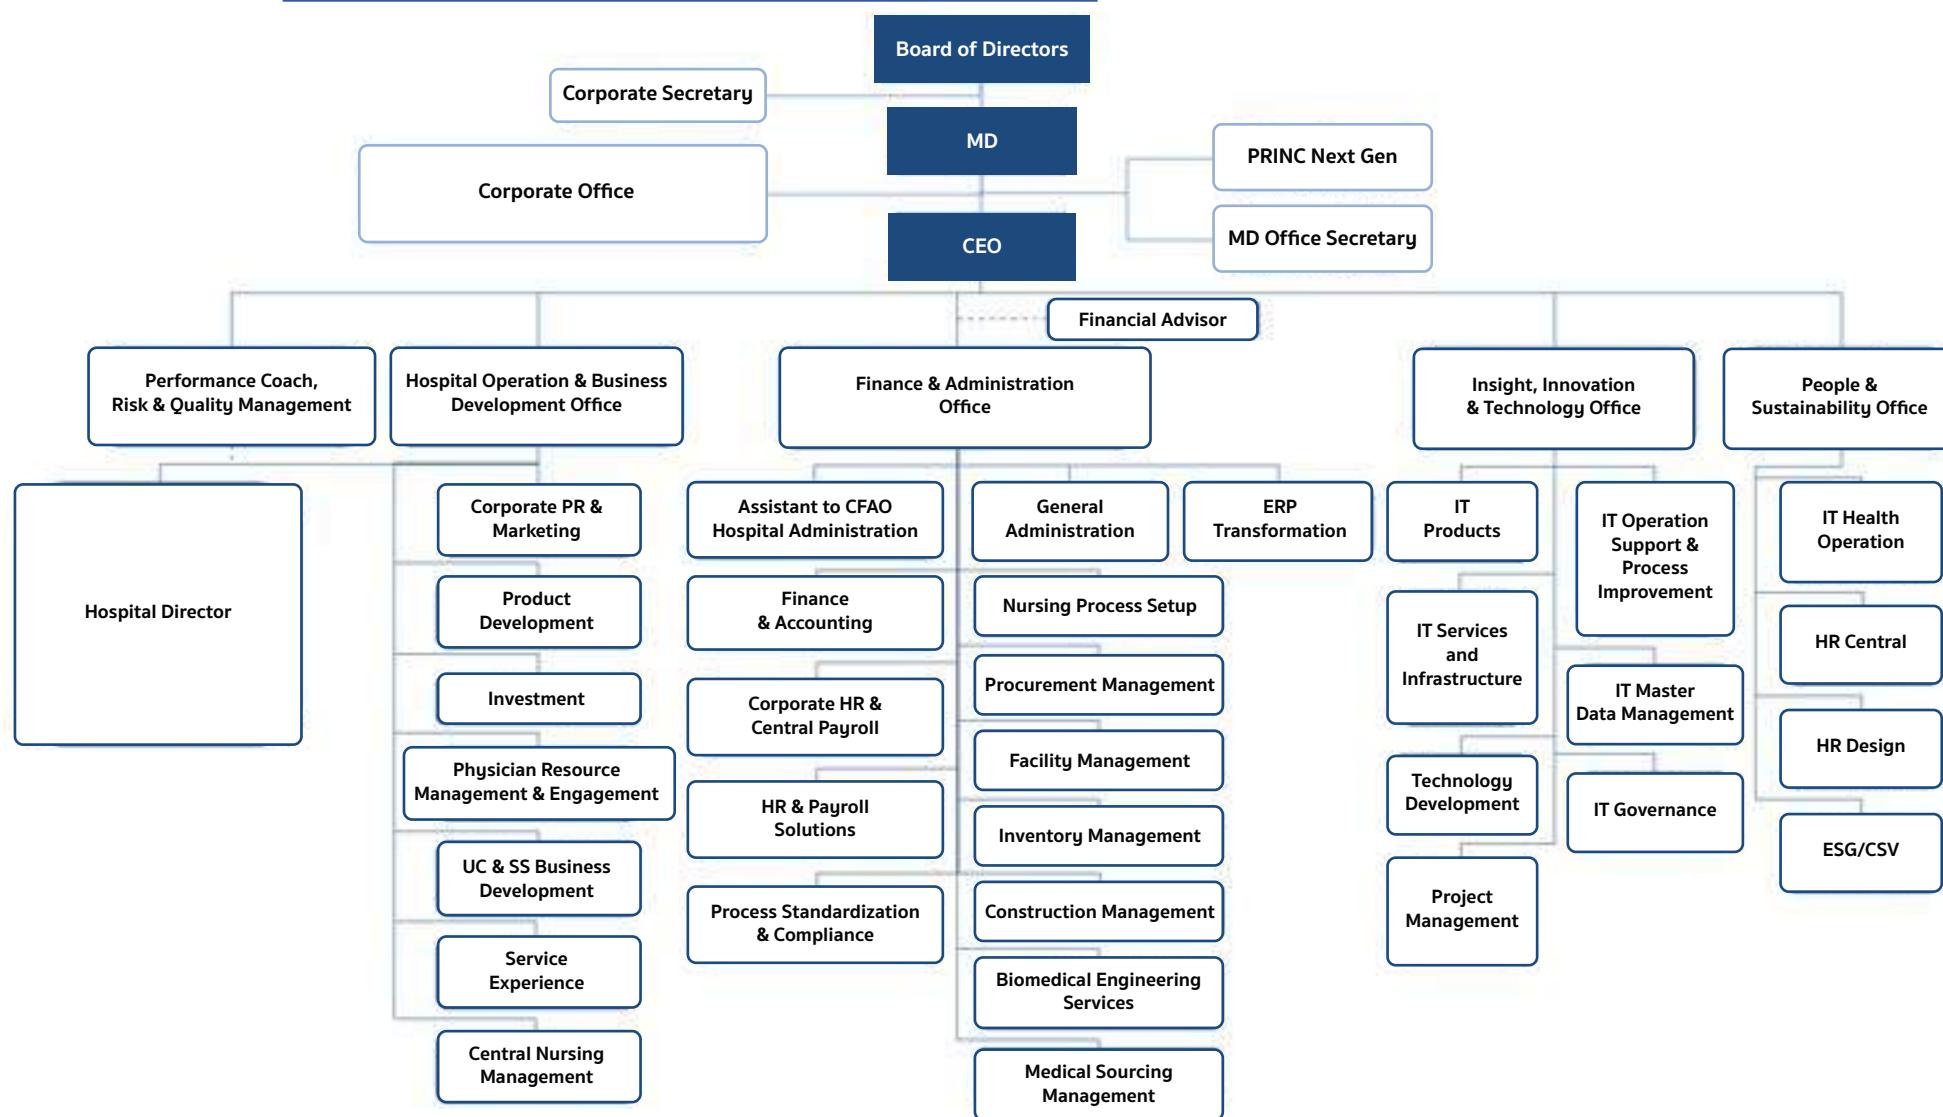 Board of Directors
Corporate Secretary
MD
PRINC Next Gen
Corporate Office
MD Office Secretary
CEO
Financial Advisor
Performance Coach,
Risk & Quality Management
Hospital Operation & Business
Development Office
Finance & Administration
Office
Insight, Innovation
& Technology Office
People &
Sustainability Office
Hospital Director
Corporate PR &
Marketing
Product
Development
Investment
Physician Resource
Management & Engagement
UC & SS Business
Development
Service
Experience
Central Nursing
Management
Assistant to CFAO
Hospital Administration
General
Administration
ERP
Transformation
Finance
& Accounting
Corporate HR &
Central Payroll
HR & Payroll
Solutions
Process Standardization
& Compliance
Nursing Process Setup
Procurement Management
Facility Management
Inventory Management
Construction Management
Biomedical Engineering
Services
Medical Sourcing
Management
IT
Products
IT Services
and
Infrastructure
Technology
Development
Project
Management
IT Operation
Support &
Process
Improvement
IT Master
Data Management
IT Governance
IT Health
Operation
HR Central
HR Design
ESG/CSV